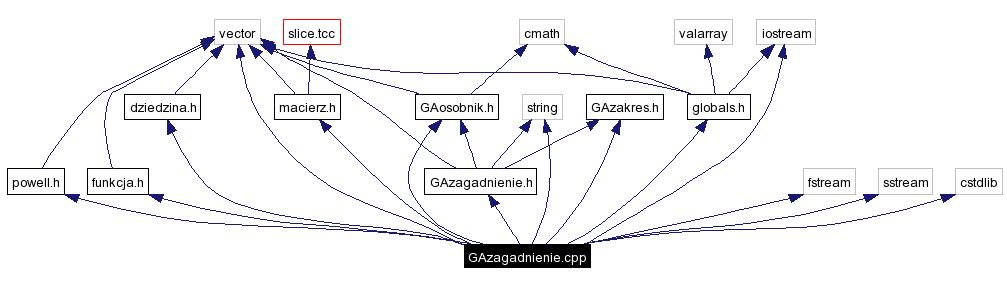 vector
slice.tcc
cmath
valarray
iostream
dziedzina.h
macierz.h
GAosobnik.h
string
GAzakres.h
globals.h
powell.h
funkcja.h
GAzagadnienie.h
fstream
sstream
cstdlib
GAzagadnienie.cpp